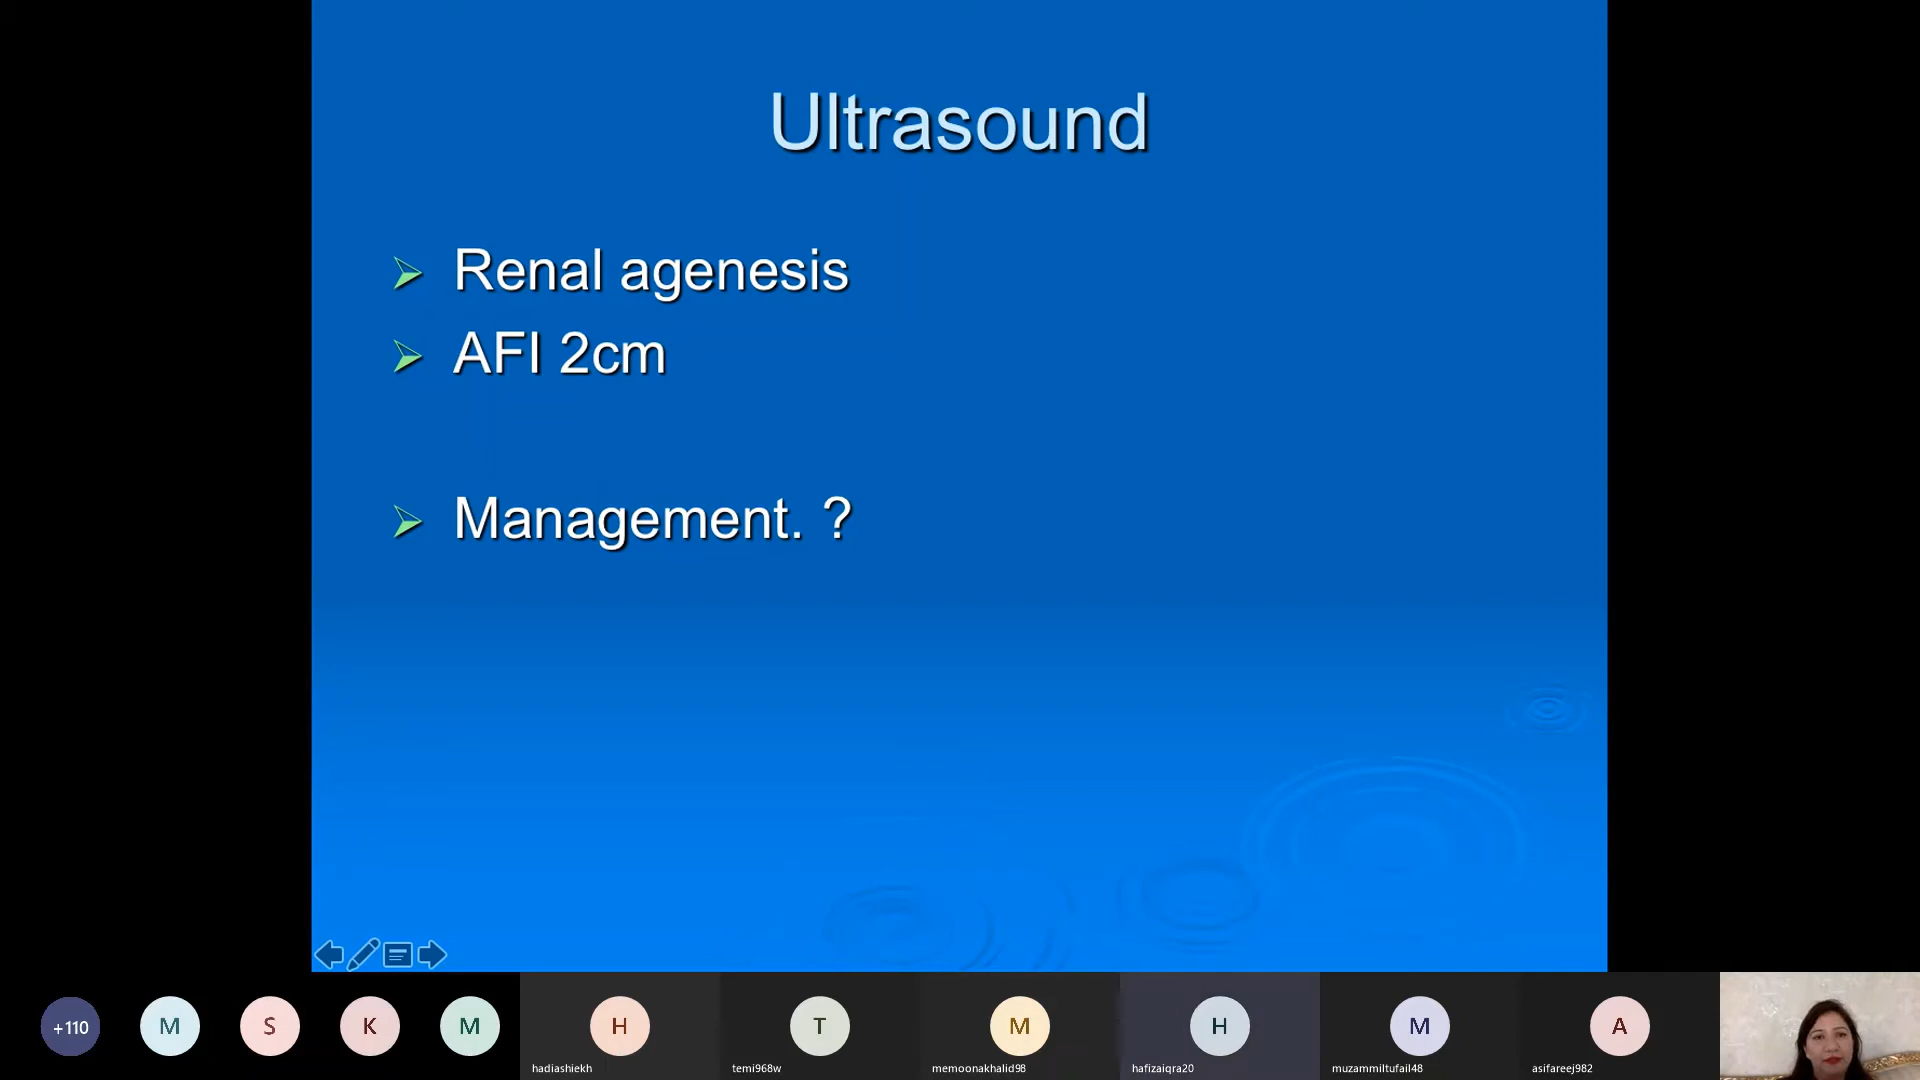 Ultrasound
Renal agenesis
AFI 2cm
Management. ?
+110
M
S
K
M
H
T
M
H
M
A
hadiashiekh
temi968w
memoonakhalid98
hafizaiqra20
muzammiltufail48
asifareej982